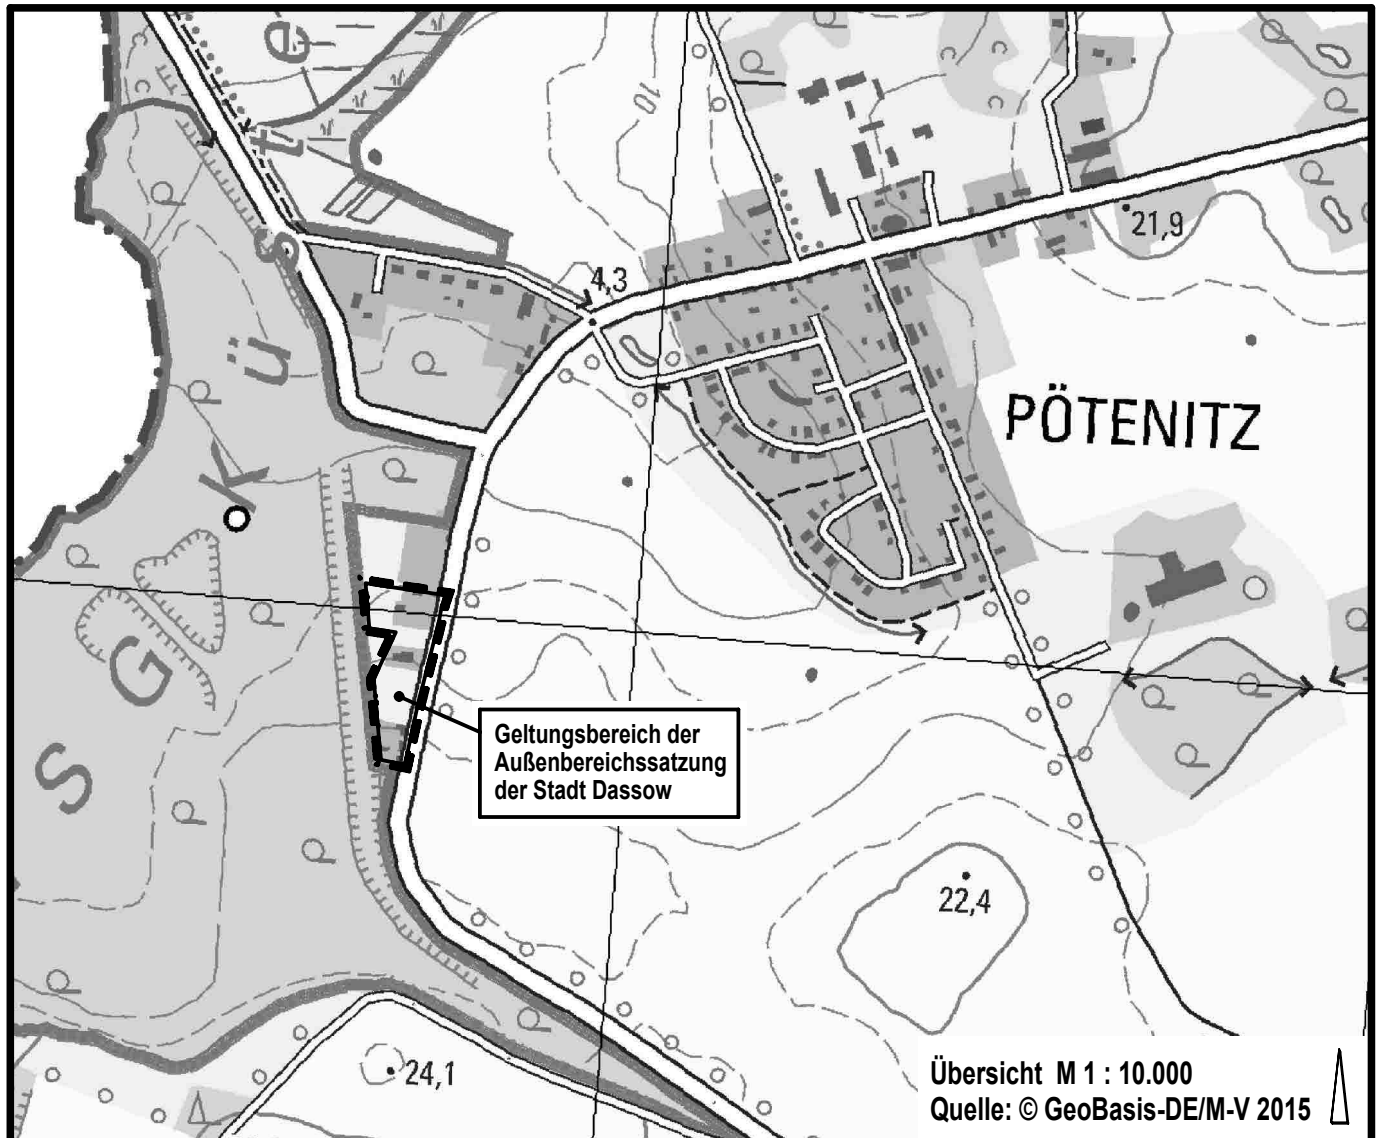 10
4,3
21,9
PÖTENITZ
Geltungsbereich der
Außenbereichssatzung
der Stadt Dassow
22,4
24,1
Übersicht M 1 : 10.000
Quelle: © GeoBasis-DE/M-V 2015
S G K ü t e